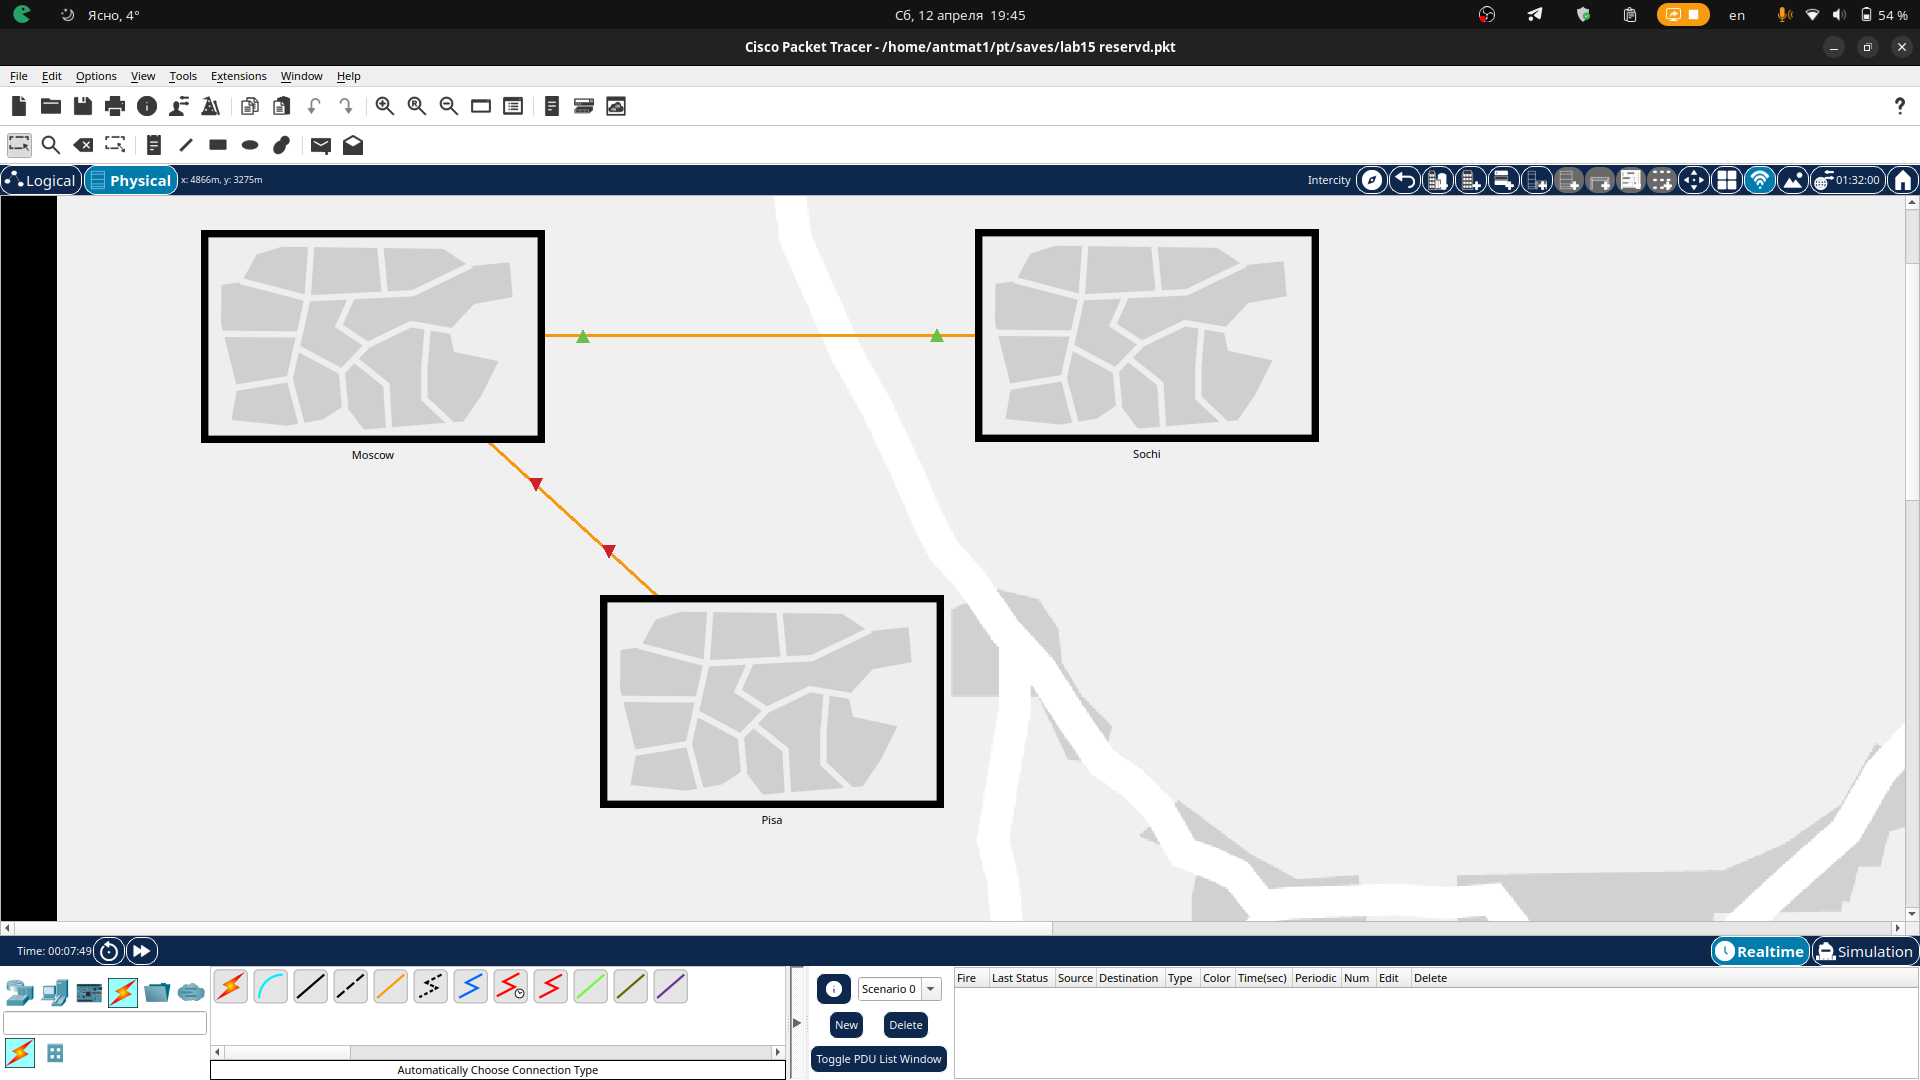 Ясно, 4°
Сб, 12 апреля 19:45
en
54 %
Cisco Packet Tracer - /home/antmat1/pt/saves/lab15 reservd.pkt
File Edit Options View Tools Extensions Window Help
Logical
Physical
x: 4866m, y: 3275m
Intercity
01:32:00
Moscow
Sochi
Pisa
Time: 00:07:49
Realtime
Simulation
Scenario 0
Fire Last Status Source Destination Type Color Time(sec) Periodic Num Edit Delete
New
Delete
Toggle PDU List Window
Automatically Choose Connection Type